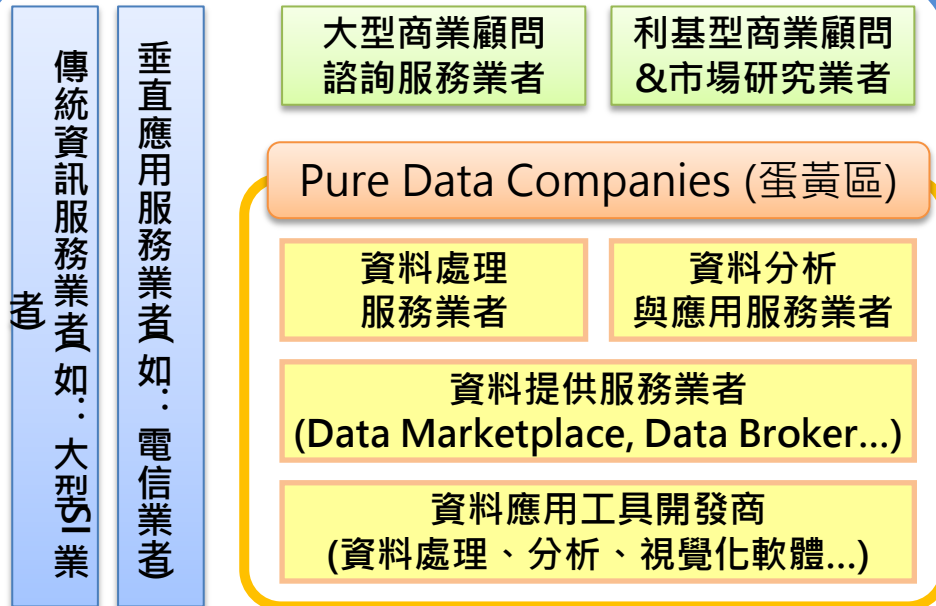 傳統資訊服務業者(如：大型SI業
者)
垂直應用服務業者(如：電信業者)
大型商業顧問
諮詢服務業者
利基型商業顧問
&市場研究業者
Pure Data Companies (蛋黃區)
資料處理
服務業者
資料分析
與應用服務業者
資料提供服務業者
(Data Marketplace, Data Broker…)
資料應用工具開發商
(資料處理、分析、視覺化軟體…)